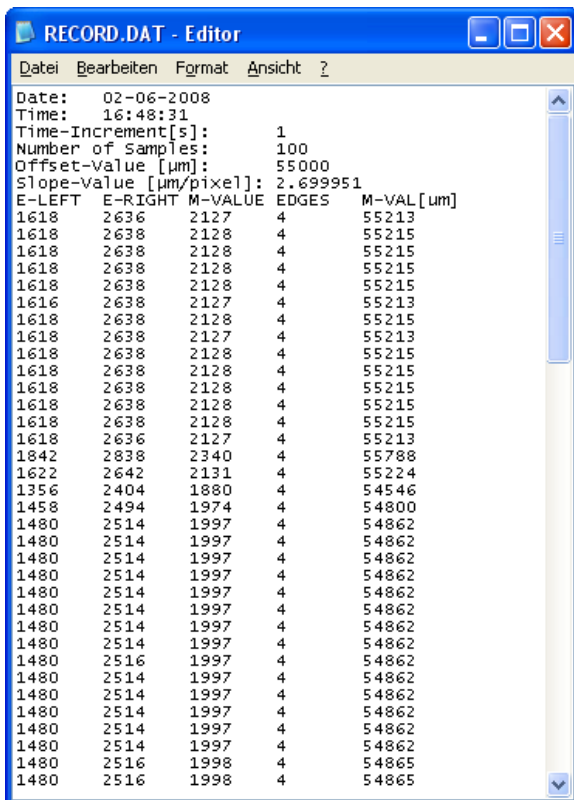 RECORD.DAT - Editor
Datei Bearbeiten Format Ansicht ?
Date: 02-06-2008
Time: 16:48:31
Time-Increment[s]: 1
Number of Samples: 100
Offset-Value [µm]: 55000
Slope-Value [µm/pixel]: 2.699951
E-LEFT E-RIGHT M-VALUE EDGES M-VAL[um]
1618 2636 2127 4 55213
1618 2638 2128 4 55215
1618 2638 2128 4 55215
1618 2638 2128 4 55215
1616 2638 2127 4 55213
1618 2638 2128 4 55215
1618 2638 2127 4 55213
1618 2638 2128 4 55215
1618 2638 2128 4 55215
1618 2638 2128 4 55215
1618 2638 2128 4 55215
1618 2638 2128 4 55215
1618 2638 2128 4 55215
1618 2636 2127 4 55213
1842 2838 2340 4 55788
1622 2642 2131 4 55224
1356 2404 1880 4 54546
1458 2494 1974 4 54800
1480 2514 1997 4 54862
1480 2514 1997 4 54862
1480 2514 1997 4 54862
1480 2514 1997 4 54862
1480 2514 1997 4 54862
1480 2514 1997 4 54862
1480 2514 1997 4 54862
1480 2514 1997 4 54862
1480 2516 1997 4 54862
1480 2514 1997 4 54862
1480 2514 1997 4 54862
1480 2514 1997 4 54862
1480 2514 1997 4 54862
1480 2514 1997 4 54862
1480 2516 1998 4 54865
1480 2516 1998 4 54865